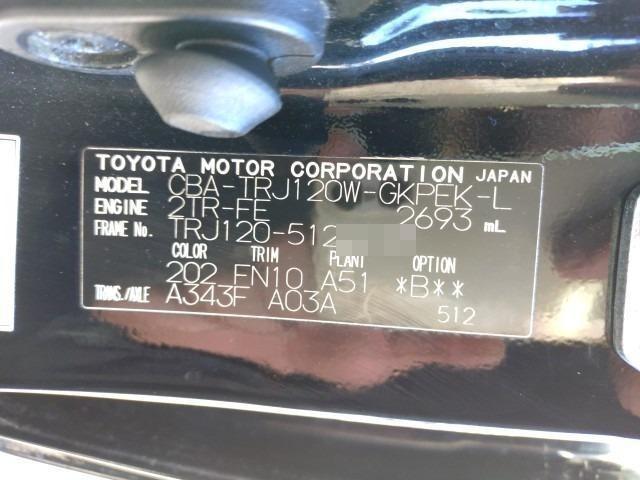 TOYOTA MOTOR CORPORATION JAPAN
MODEL CBA-TRJ120W-GKPEK-L
ENGINE 2TR-FE 2693 mL
FRAME No. TRJ120-512
COLOR TRIM PLANT OPTION
202 FN10 A51 *B**
TRANS./AXLE A343F A03A
512